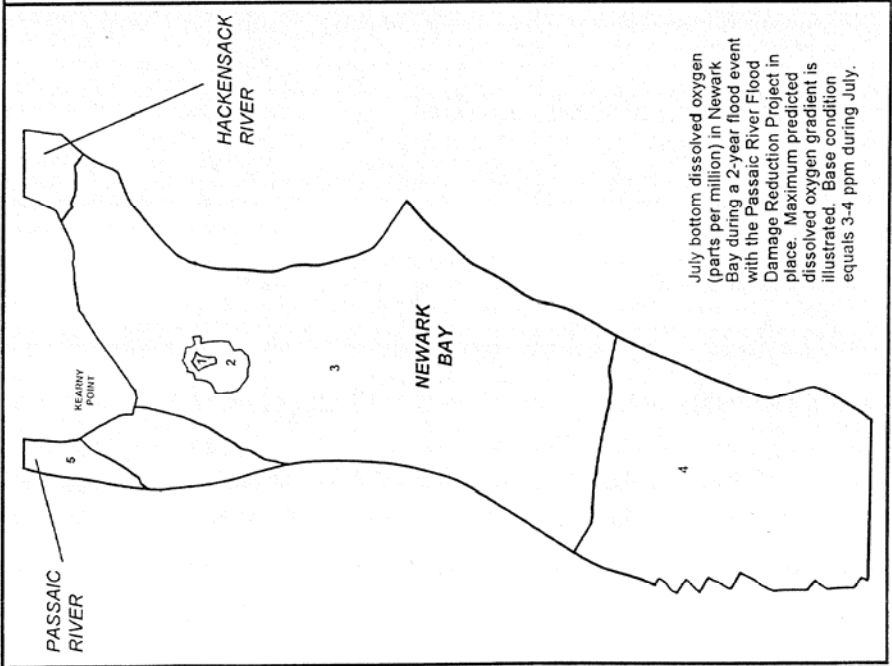 PASSAIC
RIVER
5
KEARNY
POINT
HACKENSACK
RIVER
1
2
3
NEWARK
BAY
4
July bottom dissolved oxygen
(parts per million) in Newark
Bay during a 2-year flood event
with the Passaic River Flood
Damage Reduction Project in
place. Maximum predicted
dissolved oxygen gradient is
illustrated. Base condition
equals 3-4 ppm during July.